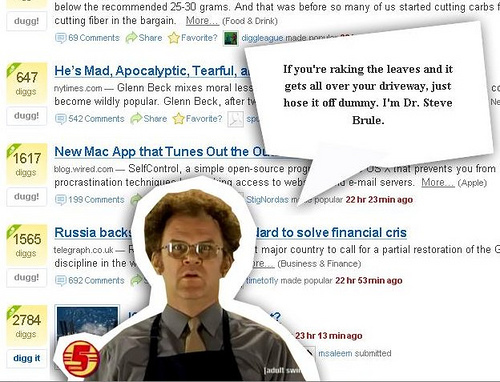 below the recommended 25-30 grams. And that was before so many of us started cutting carbs
cutting fiber in the bargain. More... (Food & Drink)
dugg!
69 Comments Share Favorite? diggleague made popular
If you're raking the leaves and it
gets all over your driveway, just
hose it off dummy. I'm Dr. Steve
Brule.
647
diggs
dugg!
He's Mad, Apocalyptic, Tearful,
nytimes.com — Glenn Beck mixes moral
become wildly popular. Glenn Beck, after
542 Comments Share Favorite?
1617
diggs
dugg!
New Mac App that Tunes Out the
blog.wired.com — SelfControl, a simple open-source OS X that prevents you from
procrastination access to e-mail servers. More... (Apple)
199 Comments StigNordas popular 22 hr 23 min ago
1565
diggs
dugg!
Russia backs to solve financial cris
telegraph.co.uk — major country to call for a partial restoration of the G
discipline in the (Business & Finance)
692 Comments timetofly made popular 22 hr 53 min ago
2784
diggs
digg it
?
23 hr 13 min ago
msaleem submitted
5
[adult swim